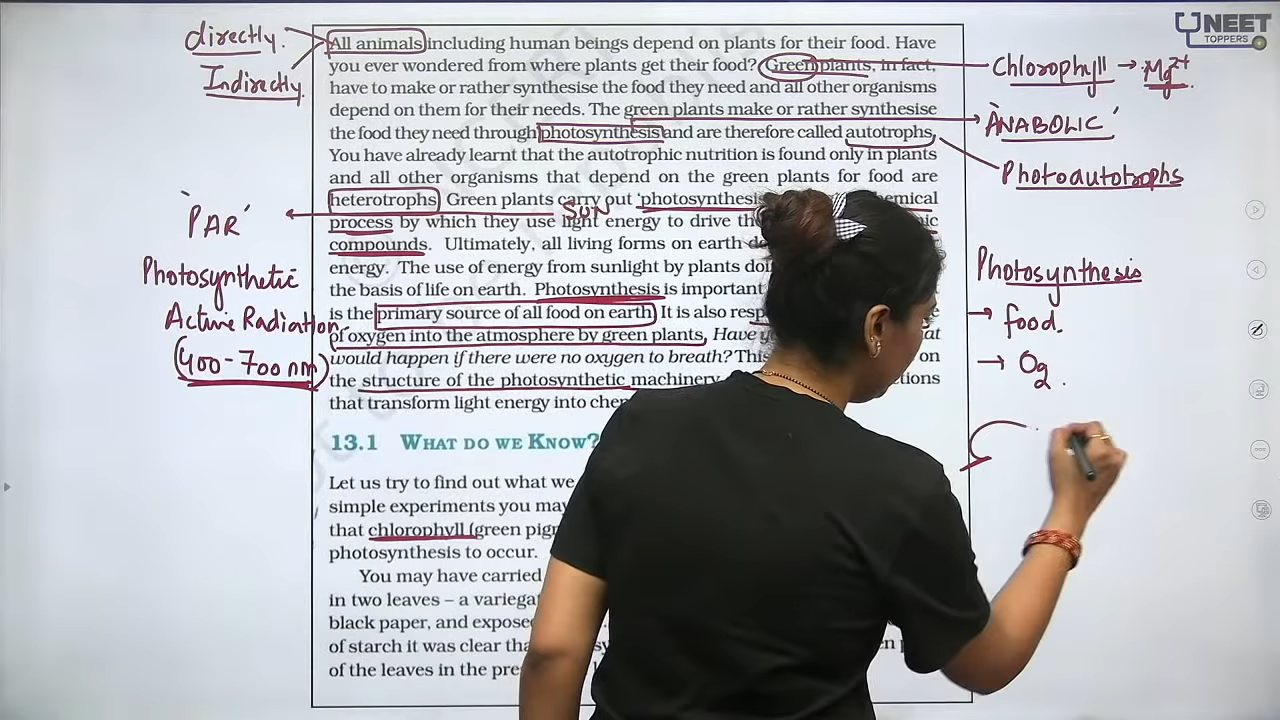 directly.
Indirectly.
NEET
TOPPERS
All animals including human beings depend on plants for their food. Have
you ever wondered from where plants get their food? Green plants, in fact,
have to make or rather synthesise the food they need and all other organisms
depend on them for their needs. The green plants make or rather synthesise
the food they need through photosynthesis and are therefore called autotrophs.
You have already learnt that the autotrophic nutrition is found only in plants
and all other organisms that depend on the green plants for food are
heterotrophs. Green plants carry out 'photosynthesis
process by which they use light energy to drive
compounds. Ultimately, all living forms on earth
energy. The use of energy from sunlight by plants
the basis of life on earth. Photosynthesis is important
is the primary source of all food on earth. It is also
of oxygen into the atmosphere by green plants. Have
would happen if there were no oxygen to breath? This on
the structure of the photosynthetic machinery
that transform light energy into
13.1 WHAT DO WE KNOW?
Let us try to find out what we
simple experiments you may
that chlorophyll (green
photosynthesis to occur.
You may have carried
in two leaves – a
black paper, and
of starch it was clear
of the leaves in the
SUN
'PAR'
Photosynthetic
Active Radiation
(400-700 nm)
Chlorophyll → Mg2+
'ANABOLIC'
Photoautotrophs
Photosynthesis
→ food.
→ O2.